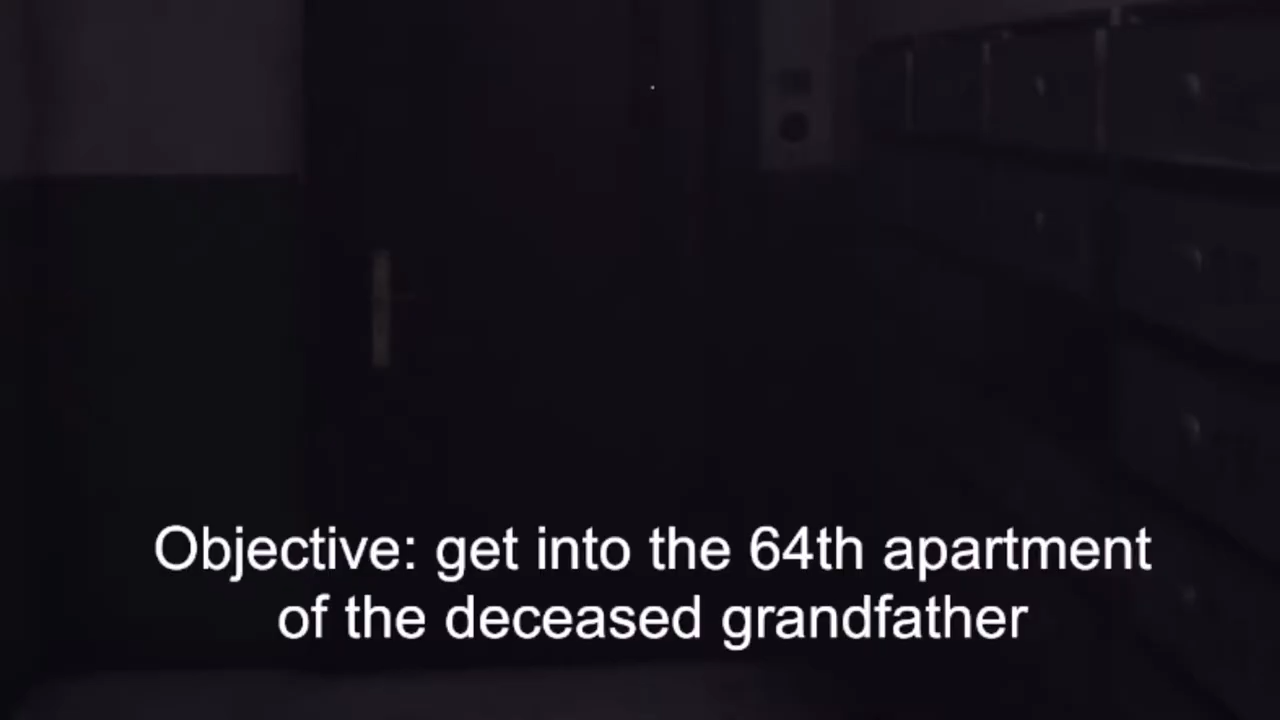 Objective: get into the 64th apartment
of the deceased grandfather